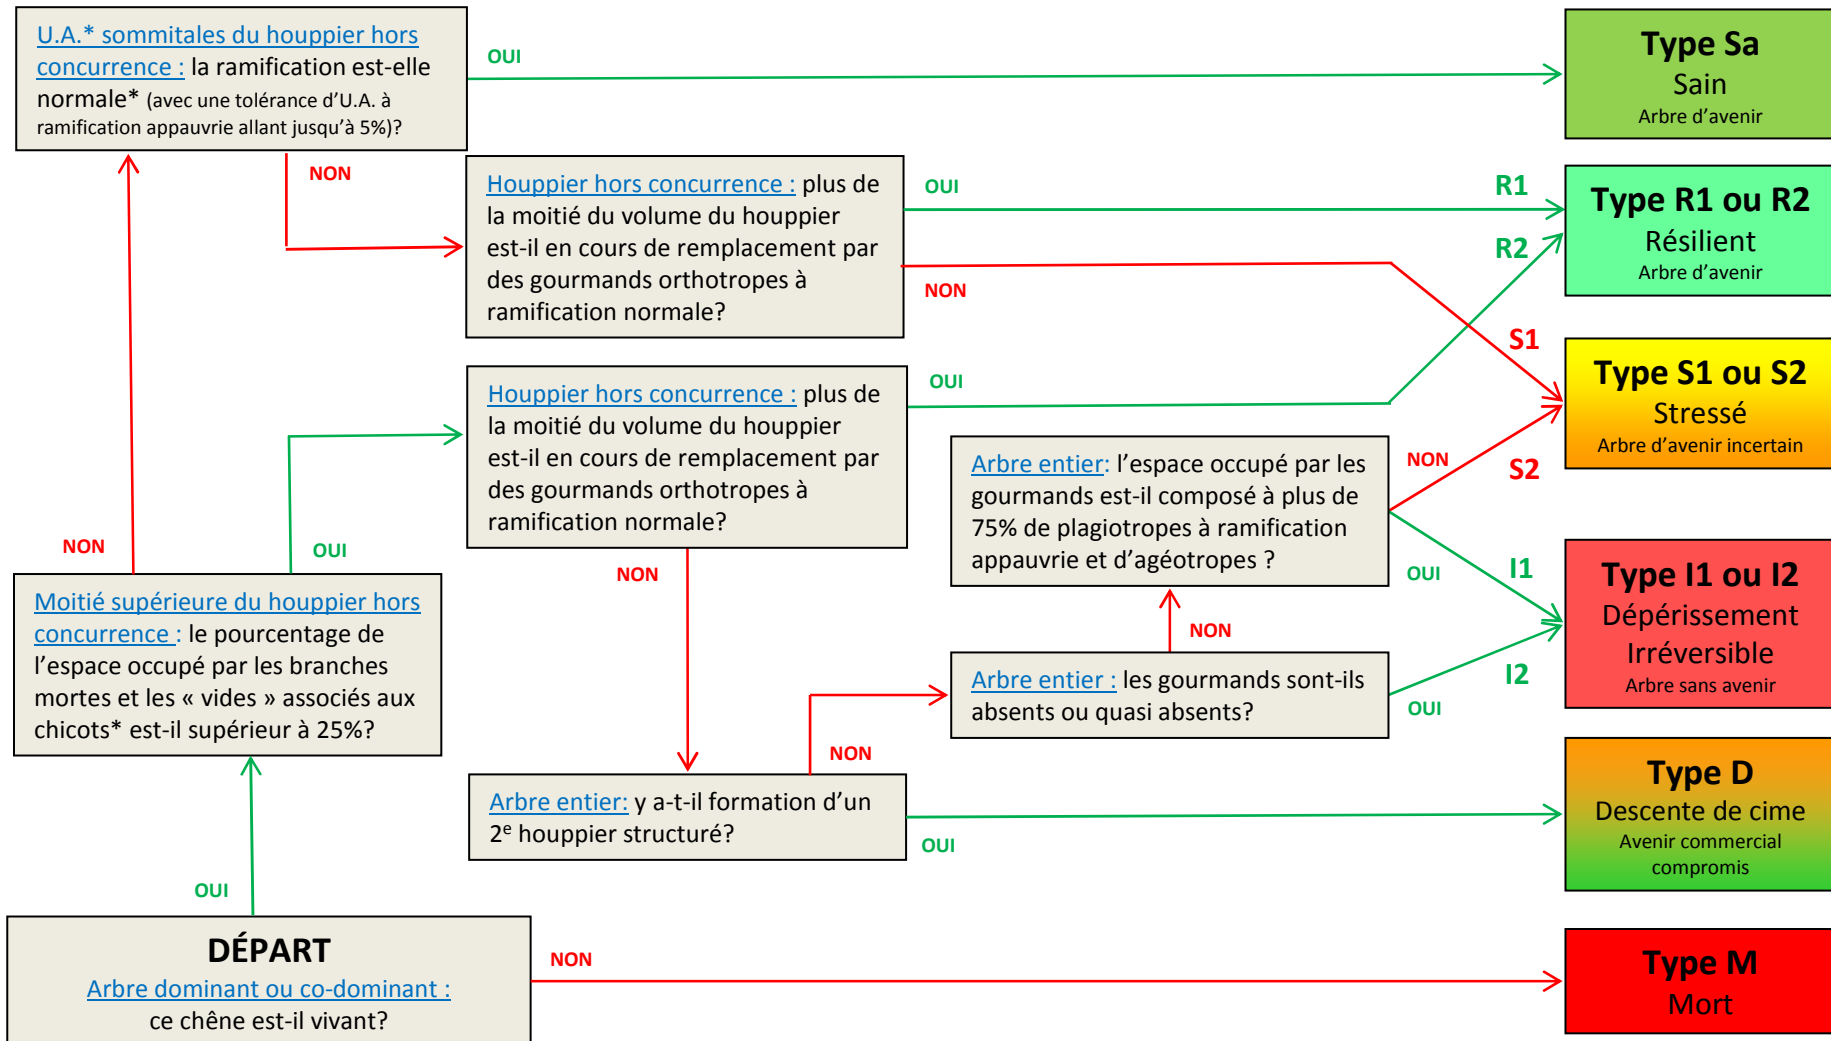 U.A.* sommitales du houppier hors
concurrence : la ramification est-elle
normale* (avec une tolérance d’U.A. à
ramification appauvrie allant jusqu’à 5%)?
OUI
Type Sa
Sain
Arbre d’avenir
NON
Houppier hors concurrence : plus de
la moitié du volume du houppier
est-il en cours de remplacement par
des gourmands orthotropes à
ramification normale?
OUI
R1
NON
R2
Type R1 ou R2
Résilient
Arbre d’avenir
S1
Houppier hors concurrence : plus de
la moitié du volume du houppier
est-il en cours de remplacement par
des gourmands orthotropes à
ramification normale?
OUI
Type S1 ou S2
Stressé
Arbre d’avenir incertain
Arbre entier: l’espace occupé par les
gourmands est-il composé à plus de
75% de plagiotropes à ramification
appauvrie et d’agéotropes ?
NON
S2
OUI
I1
NON
OUI
NON
Type I1 ou I2
Dépérissement
Irréversible
Arbre sans avenir
Moitié supérieure du houppier hors
concurrence : le pourcentage de
l’espace occupé par les branches
mortes et les « vides » associés aux
chicots* est-il supérieur à 25%?
NON
Arbre entier : les gourmands sont-ils
absents ou quasi absents?
I2
OUI
NON
Arbre entier: y a-t-il formation d’un
2e houppier structuré?
OUI
Type D
Descente de cime
Avenir commercial
compromis
OUI
DÉPART
Arbre dominant ou co-dominant :
ce chêne est-il vivant?
NON
Type M
Mort